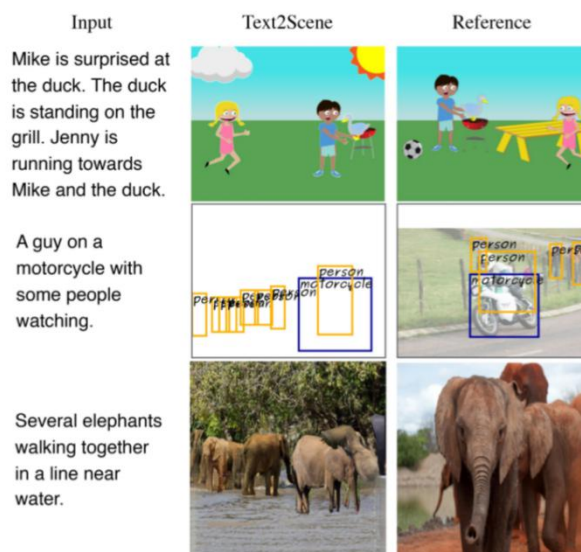 Input Text2Scene Reference
Mike is surprised at
the duck. The duck
is standing on the
grill. Jenny is
running towards
Mike and the duck.
A guy on a
motorcycle with
some people
watching.
person
motorcycle
person
person
person
motorcycle
person
Several elephants
walking together
in a line near
water.